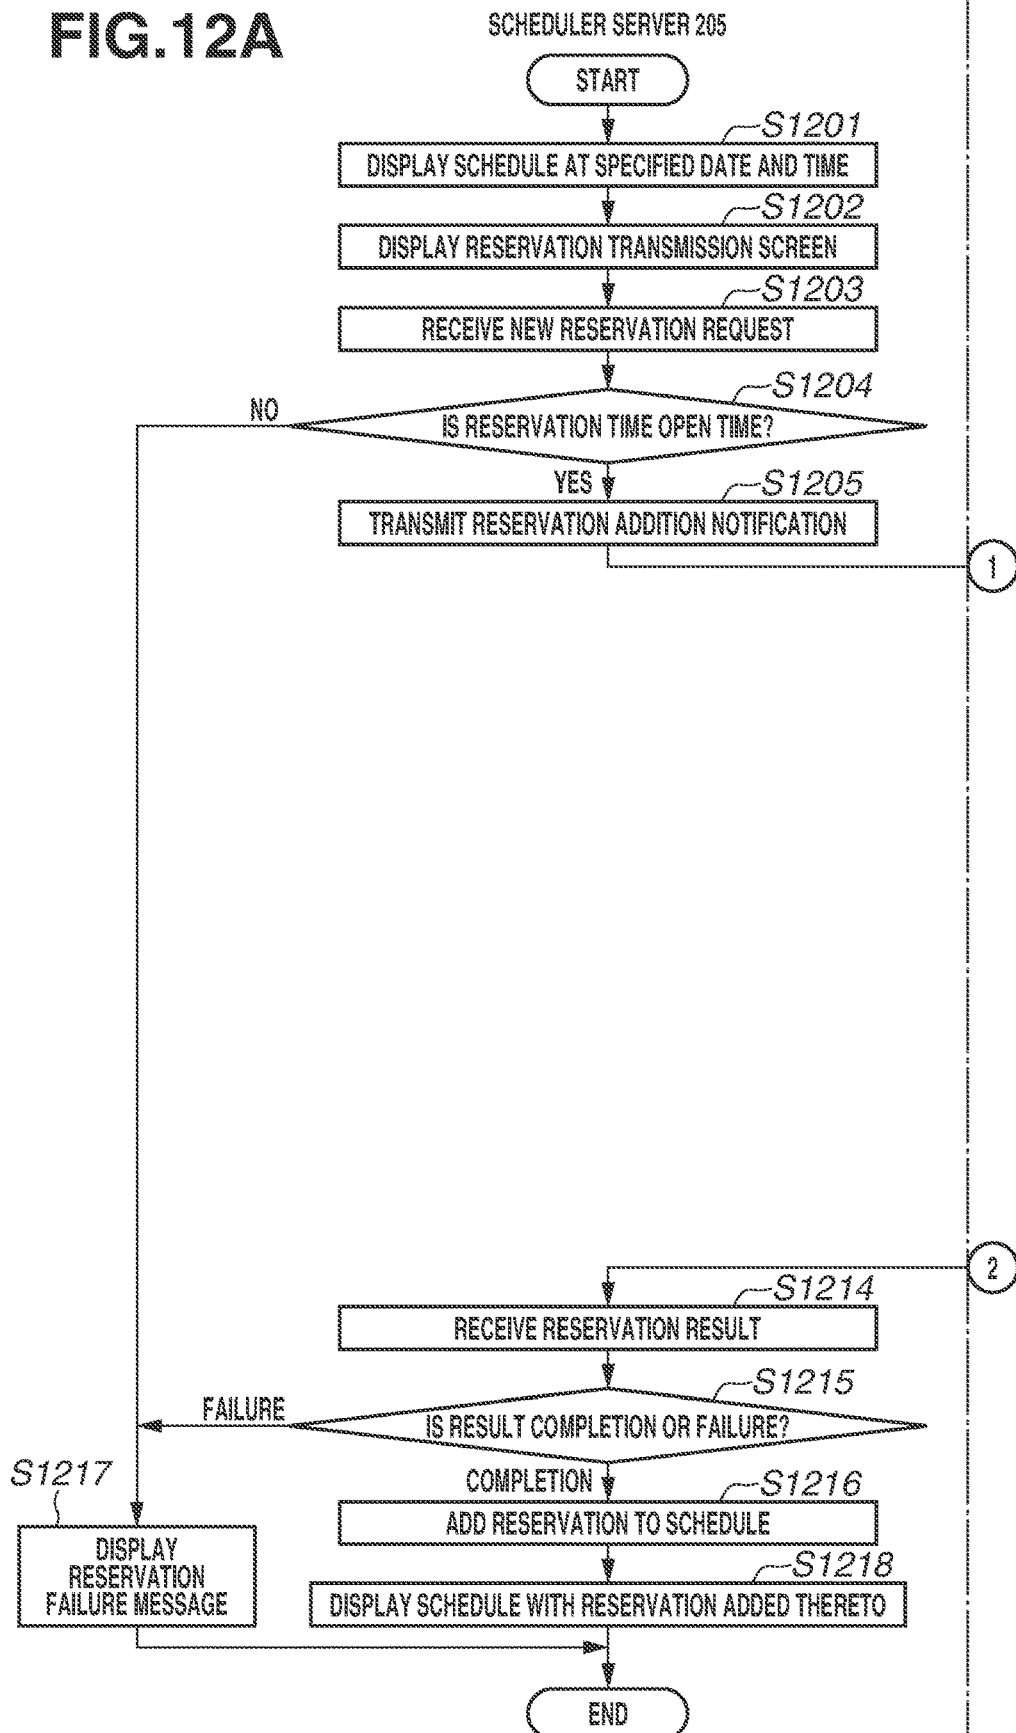 FIG.12A
SCHEDULER SERVER 205
START
S1201
DISPLAY SCHEDULE AT SPECIFIED DATE AND TIME
S1202
DISPLAY RESERVATION TRANSMISSION SCREEN
S1203
RECEIVE NEW RESERVATION REQUEST
S1204
NO
IS RESERVATION TIME OPEN TIME?
YES
S1205
TRANSMIT RESERVATION ADDITION NOTIFICATION
1
2
S1214
RECEIVE RESERVATION RESULT
S1215
FAILURE
IS RESULT COMPLETION OR FAILURE?
COMPLETION
S1216
ADD RESERVATION TO SCHEDULE
S1217
DISPLAY
RESERVATION
FAILURE MESSAGE
S1218
DISPLAY SCHEDULE WITH RESERVATION ADDED THERETO
END